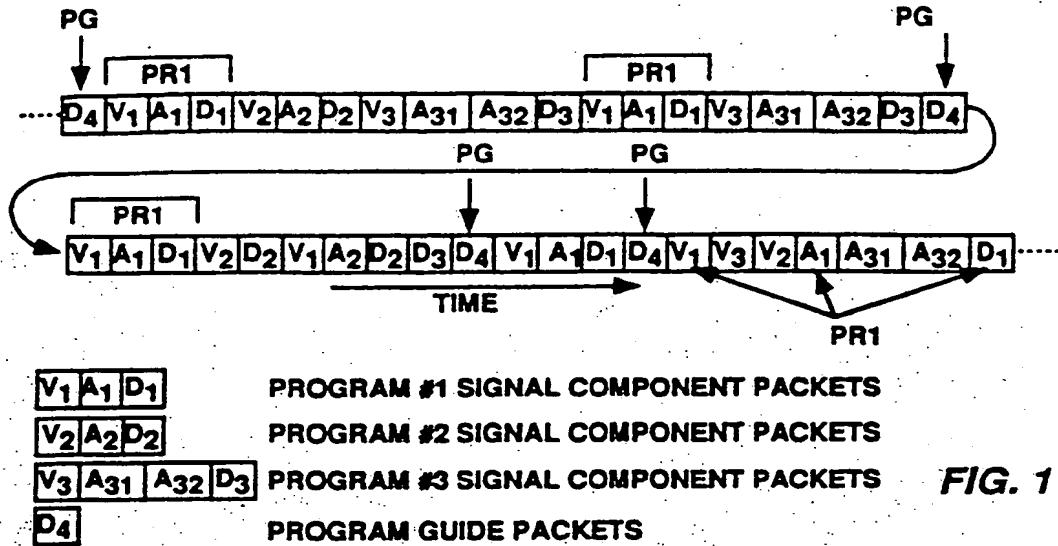 PG PG
PR1 PR1
D4 V1 A1 D1 V2 A2 D2 V3 A31 A32 D3 V1 A1 D1 V3 A31 A32 D3 D4
PG PG
PR1
V1 A1 D1 V2 D2 V1 A2 D2 D3 D4 V1 A1 D1 D4 V1 V3 V2 A1 A31 A32 D1
TIME
PR1
V1 A1 D1 PROGRAM #1 SIGNAL COMPONENT PACKETS
V2 A2 D2 PROGRAM #2 SIGNAL COMPONENT PACKETS
V3 A31 A32 D3 PROGRAM #3 SIGNAL COMPONENT PACKETS FIG. 1
D4 PROGRAM GUIDE PACKETS